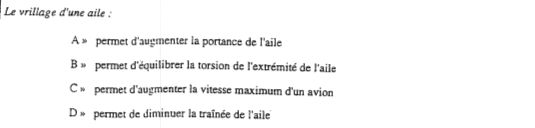 Le vrillage d'une aile :
A » permet d'augmenter la portance de l'aile
B » permet d'équilibrer la torsion de l'extrémité de l'aile
C » permet d'augmenter la vitesse maximum d'un avion
D » permet de diminuer la traînée de l'aile